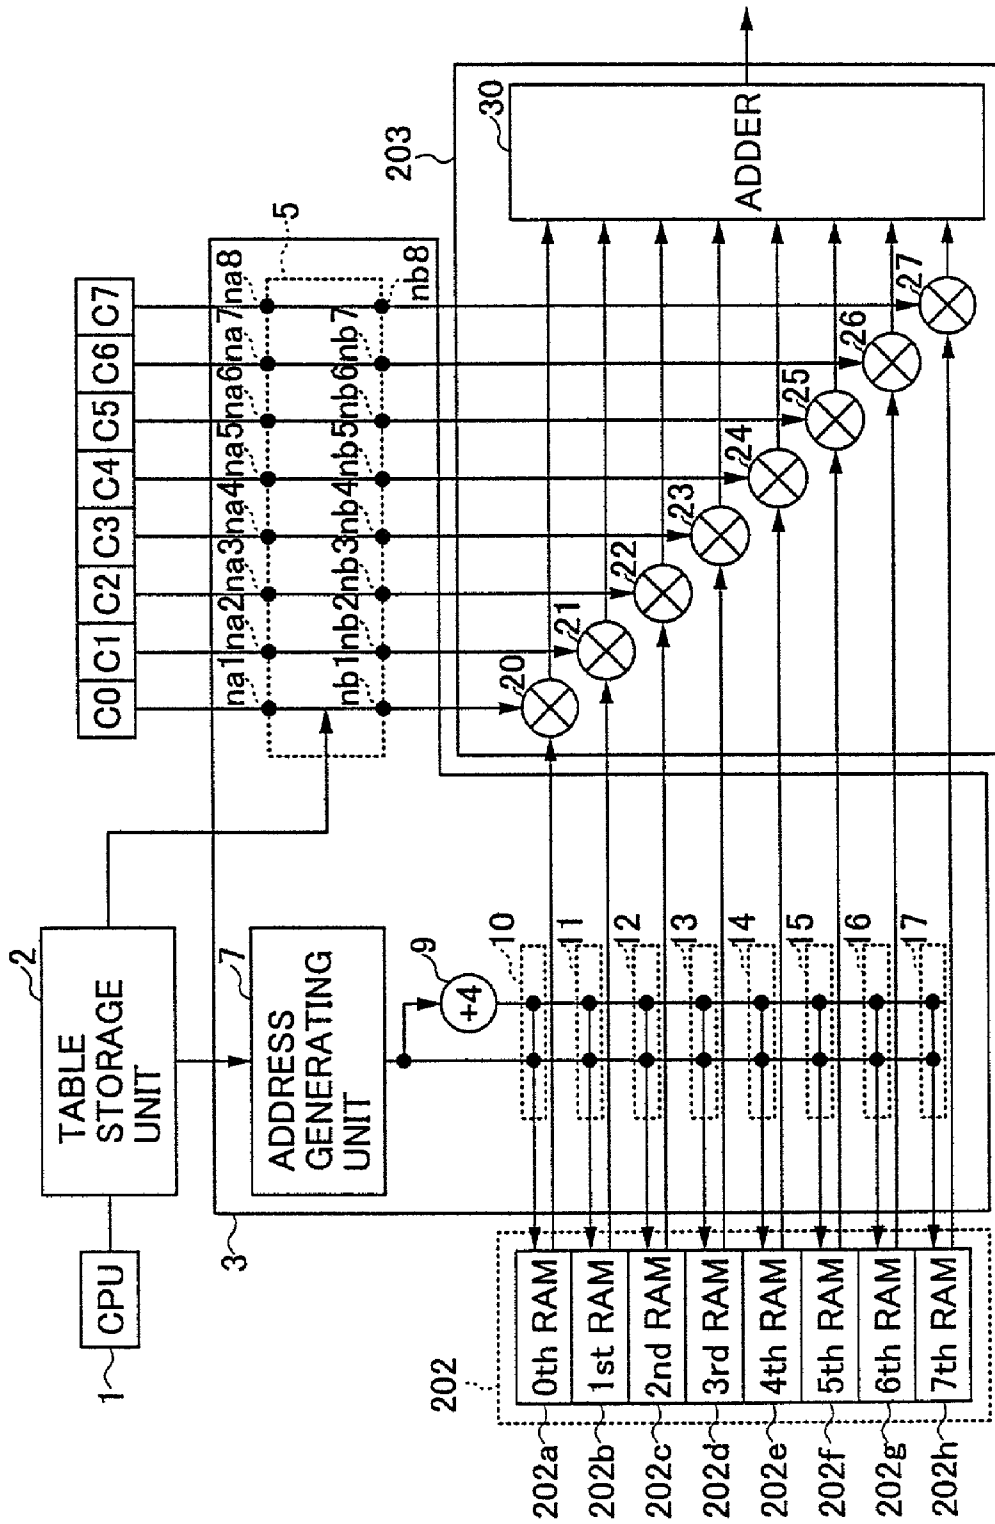 1
CPU
2
TABLE
STORAGE
UNIT
C0 C1 C2 C3 C4 C5 C6 C7
3
7
ADDRESS
GENERATING
UNIT
9
+4
5
na1 na2 na3 na4 na5 na6 na7 na8
nb1 nb2 nb3 nb4 nb5 nb6 nb7 nb8
203
30
ADDER
20
21
22
23
24
25
26
27
10
11
12
13
14
15
16
17
202
202a 0th RAM
202b 1st RAM
202c 2nd RAM
202d 3rd RAM
202e 4th RAM
202f 5th RAM
202g 6th RAM
202h 7th RAM